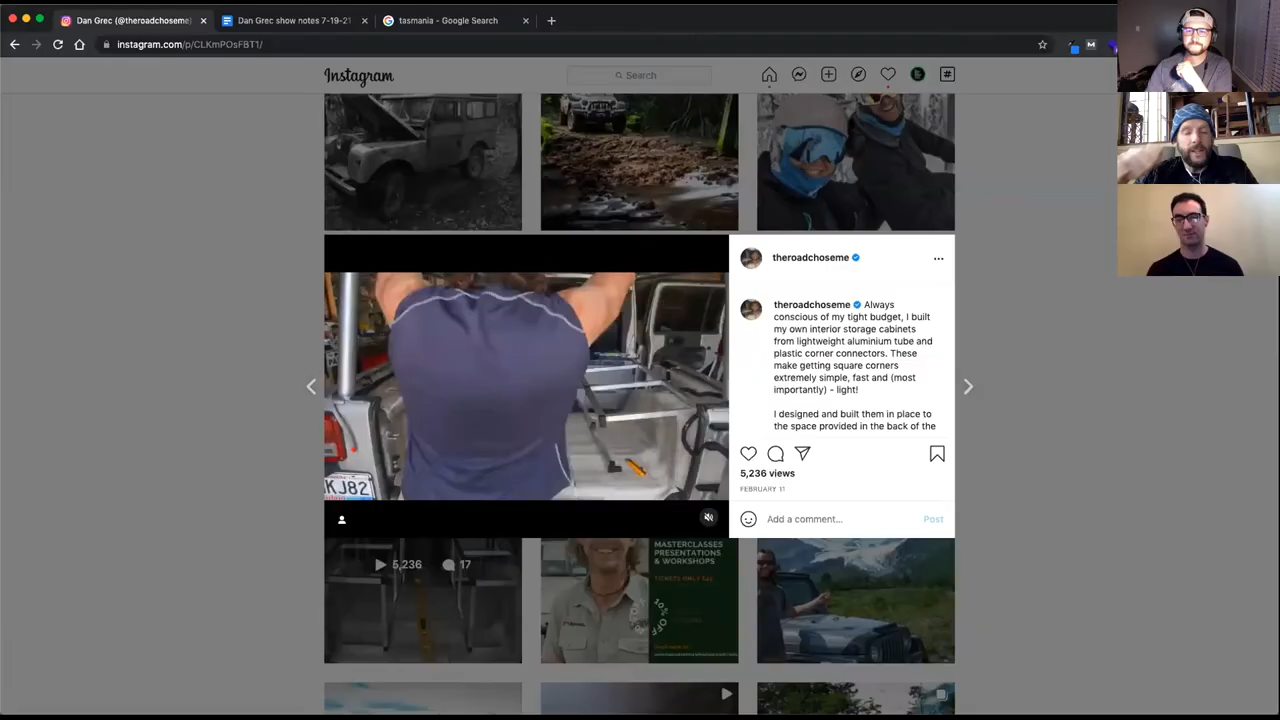 Dan Grec (@theroadchoseme)
Dan Grec show notes 7-19-21
tasmania - Google Search
instagram.com/p/CLKmPOsFBT1/
Instagram
Search
theroadchoseme
theroadchoseme Always
conscious of my tight budget, I built
my own interior storage cabinets
from lightweight aluminium tube and
plastic corner connectors. These
make getting square corners
extremely simple, fast and (most
importantly) - light!
I designed and built them in place to
the space provided in the back of the
5,236 views
FEBRUARY 11
Add a comment...
Post
KJ82
5,236
17
MASTERCLASSES
PRESENTATIONS
& WORKSHOPS
TICKETS ONLY
10%
OFF